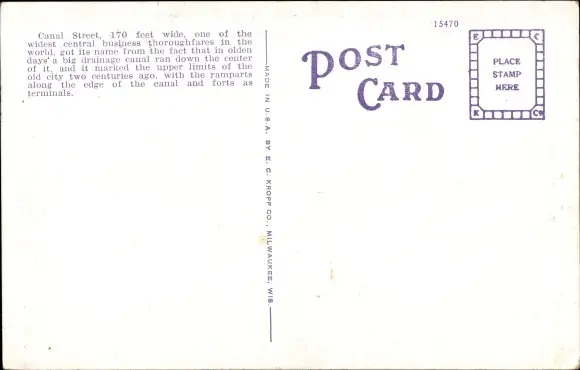 Canal Street, 170 feet wide, one of the
widest central business thoroughfares in the
world, got its name from the fact that in olden
days a big drainage canal ran down the center
of it, and it marked the upper limits of the
old city two centuries ago, with the ramparts
along the edge of the canal and forts as
terminals.
MADE IN U.S.A. BY E. C. KROPP CO., MILWAUKEE, WIS.
15470
POST
CARD
E C
PLACE
STAMP
HERE
K Co